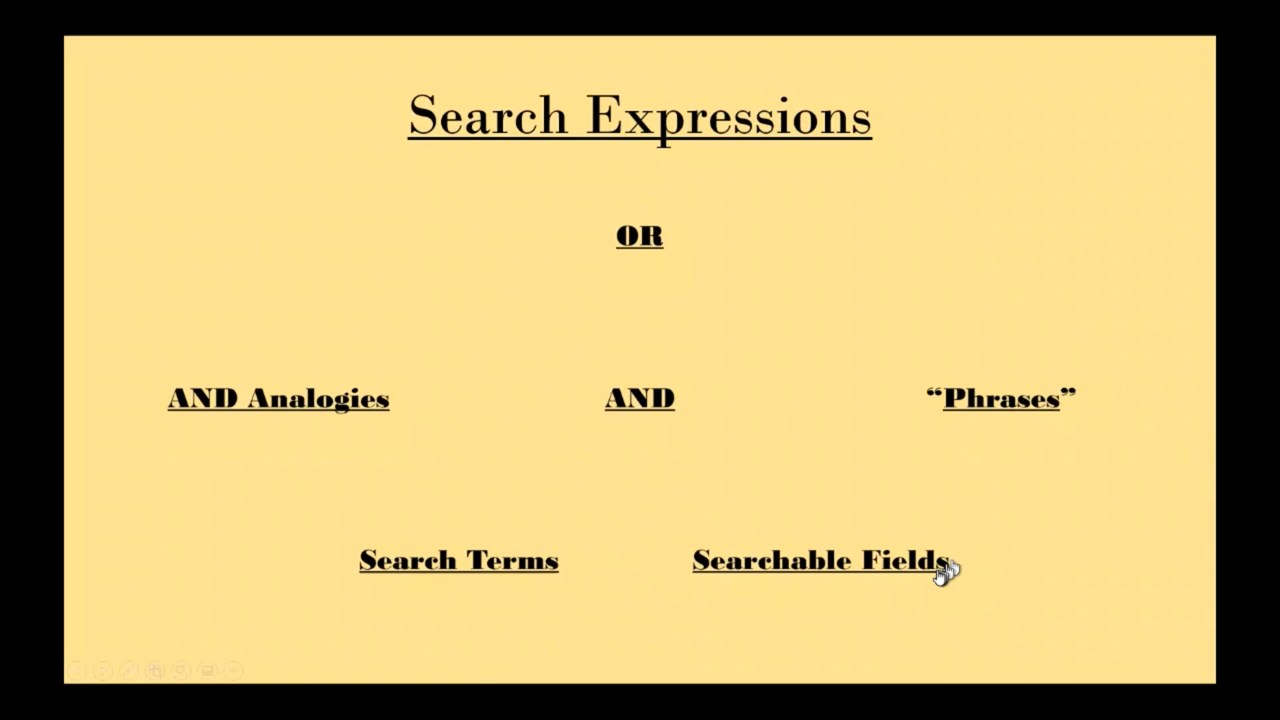 Search Expressions
OR
AND Analogies
AND
“Phrases”
Search Terms
Searchable Fields